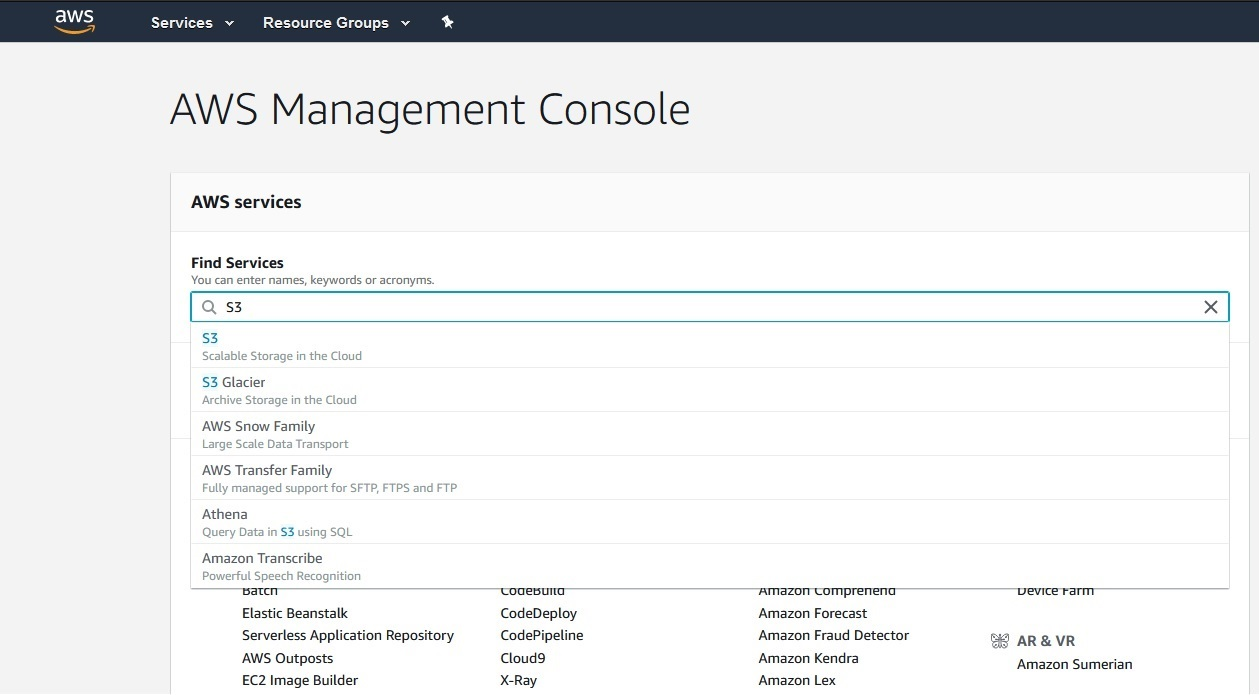 aws Services Resource Groups
AWS Management Console
AWS services
Find Services
You can enter names, keywords or acronyms.
S3
S3
Scalable Storage in the Cloud
S3 Glacier
Archive Storage in the Cloud
AWS Snow Family
Large Scale Data Transport
AWS Transfer Family
Fully managed support for SFTP, FTPS and FTP
Athena
Query Data in S3 using SQL
Amazon Transcribe
Powerful Speech Recognition
Batch
Elastic Beanstalk
Serverless Application Repository
AWS Outposts
EC2 Image Builder
CodeBuild
CodeDeploy
CodePipeline
Cloud9
X-Ray
Amazon Comprehend
Amazon Forecast
Amazon Fraud Detector
Amazon Kendra
Amazon Lex
Device Farm
AR & VR
Amazon Sumerian